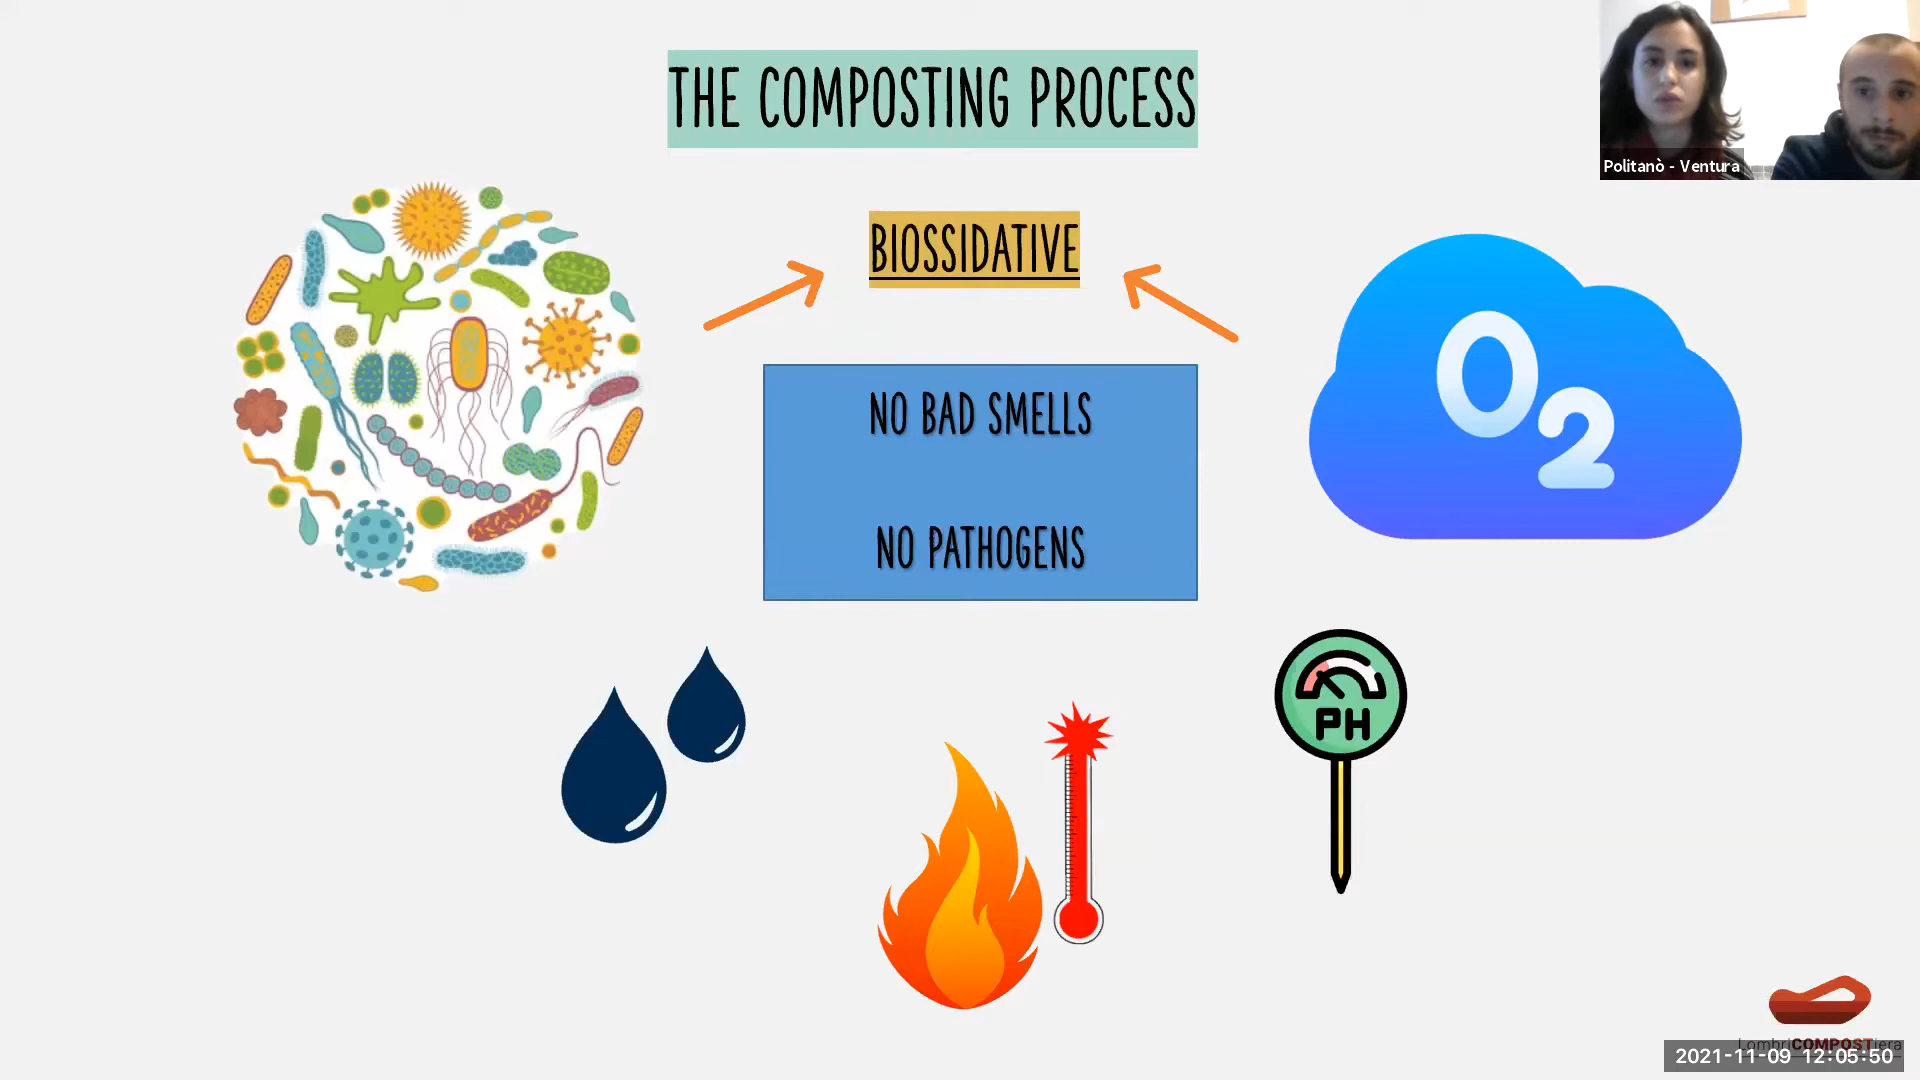 THE COMPOSTING PROCESS
Politanò - Ventura
BIOSSIDATIVE
O2
NO BAD SMELLS
NO PATHOGENS
PH
LombriCOMPOSTiera
2021-11-09 12:05:50